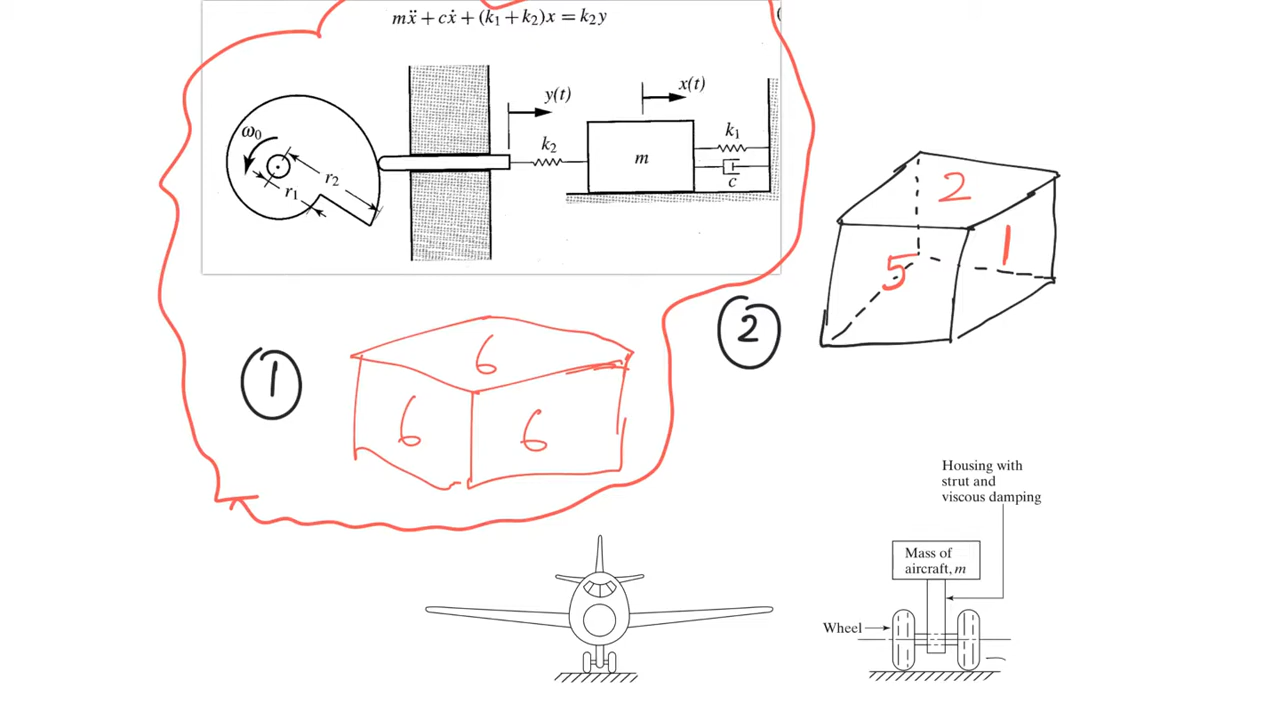 mẍ + cẋ + (k₁ + k₂)x = k₂y
(
ω₀
r₂
r₁
y(t)
k₂
x(t)
m
k₁
c
2
5
1
2
1
6
6
6
Housing with
strut and
viscous damping
Mass of
aircraft, m
Wheel